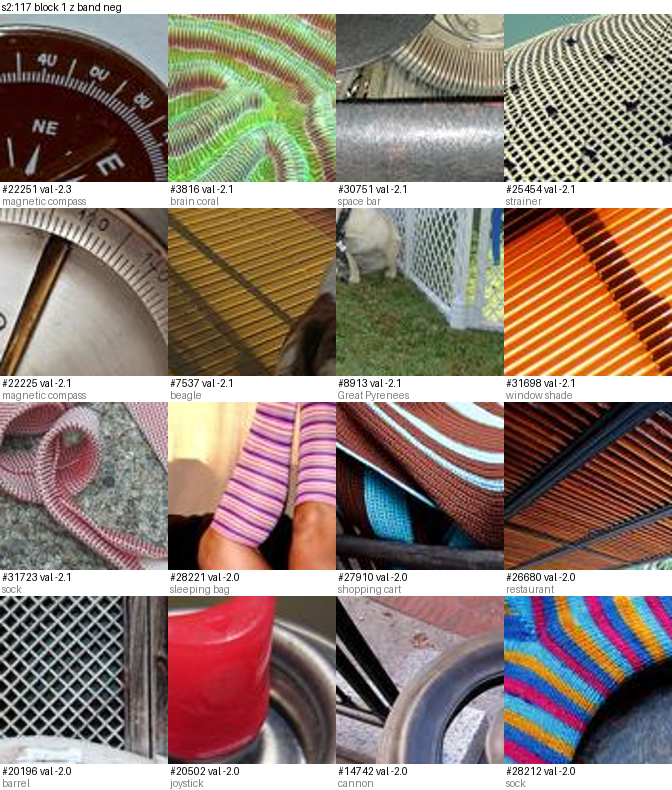 s2:117 block 1 z band neg
40 60 80
NE
E
#22251 val -2.3
magnetic compass
#3816 val -2.1
brain coral
#30751 val -2.1
space bar
#25454 val -2.1
strainer
#22225 val -2.1
magnetic compass
#7537 val -2.1
beagle
#8913 val -2.1
Great Pyrenees
#31698 val -2.1
window shade
#31723 val -2.1
sock
#28221 val -2.0
sleeping bag
#27910 val -2.0
shopping cart
#26680 val -2.0
restaurant
#20196 val -2.0
barrel
#20502 val -2.0
joystick
#14742 val -2.0
cannon
#28212 val -2.0
sock